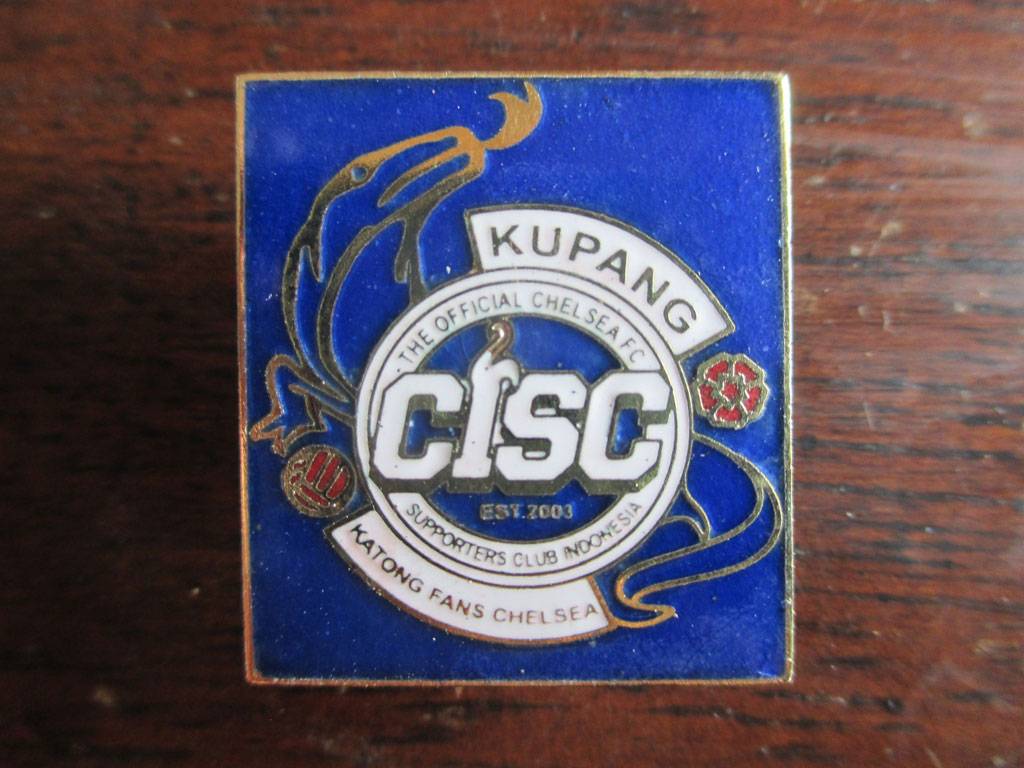 KUPANG
THE OFFICIAL CHELSEA FC
CISC
EST. 2003
SUPPORTERS CLUB INDONESIA
KATONG FANS CHELSEA